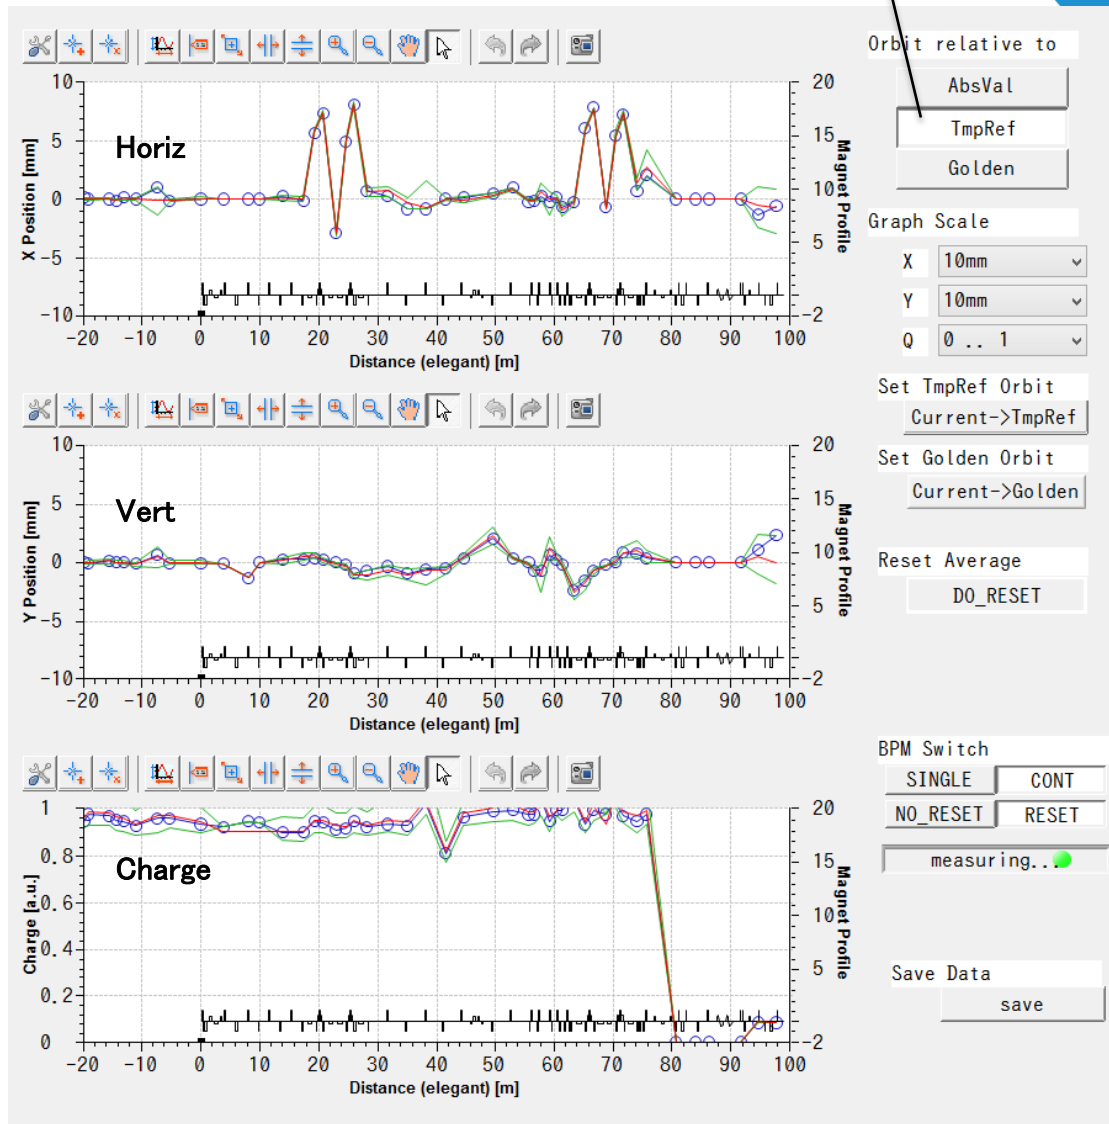 Orbit relative to
AbsVal
TmpRef
Golden
Graph Scale
X 10mm
Y 10mm
Q 0 .. 1
Set TmpRef Orbit
Current->TmpRef
Set Golden Orbit
Current->Golden
Reset Average
DO_RESET
BPM Switch
SINGLE CONT
NO_RESET RESET
measuring...
Save Data
save
Horiz
X Position [mm]
10
5
0
-5
-10
Magnet Profile
20
15
10
5
-2
-20 -10 0 10 20 30 40 50 60 70 80 90 100
Distance (elegant) [m]
Vert
Y Position [mm]
10
5
0
-5
-10
Magnet Profile
20
15
10
5
-2
-20 -10 0 10 20 30 40 50 60 70 80 90 100
Distance (elegant) [m]
Charge
Charge [a.u.]
1
0.8
0.6
0.4
0.2
0
Magnet Profile
20
15
10
5
-2
-20 -10 0 10 20 30 40 50 60 70 80 90 100
Distance (elegant) [m]